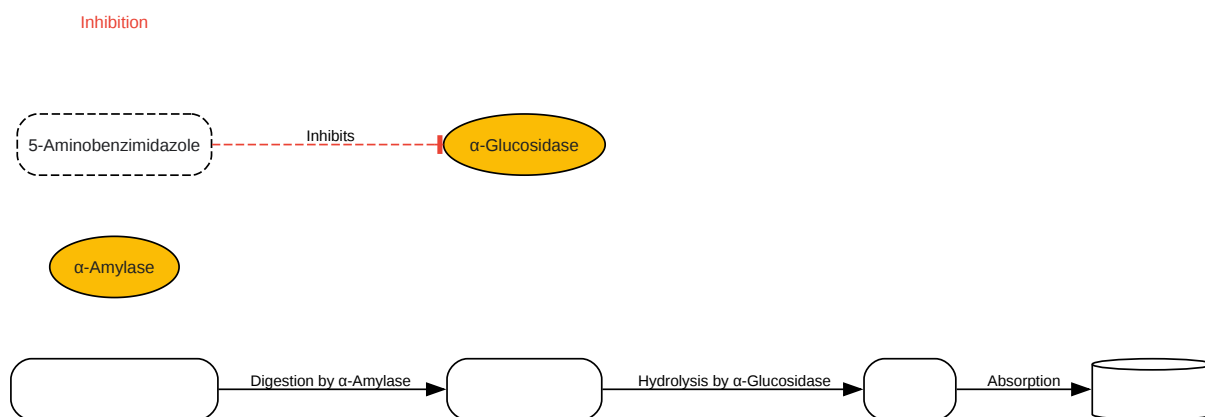 Inhibition
5-Aminobenzimidazole
Inhibits
α-Glucosidase
α-Amylase
Digestion by α-Amylase
Hydrolysis by α-Glucosidase
Absorption